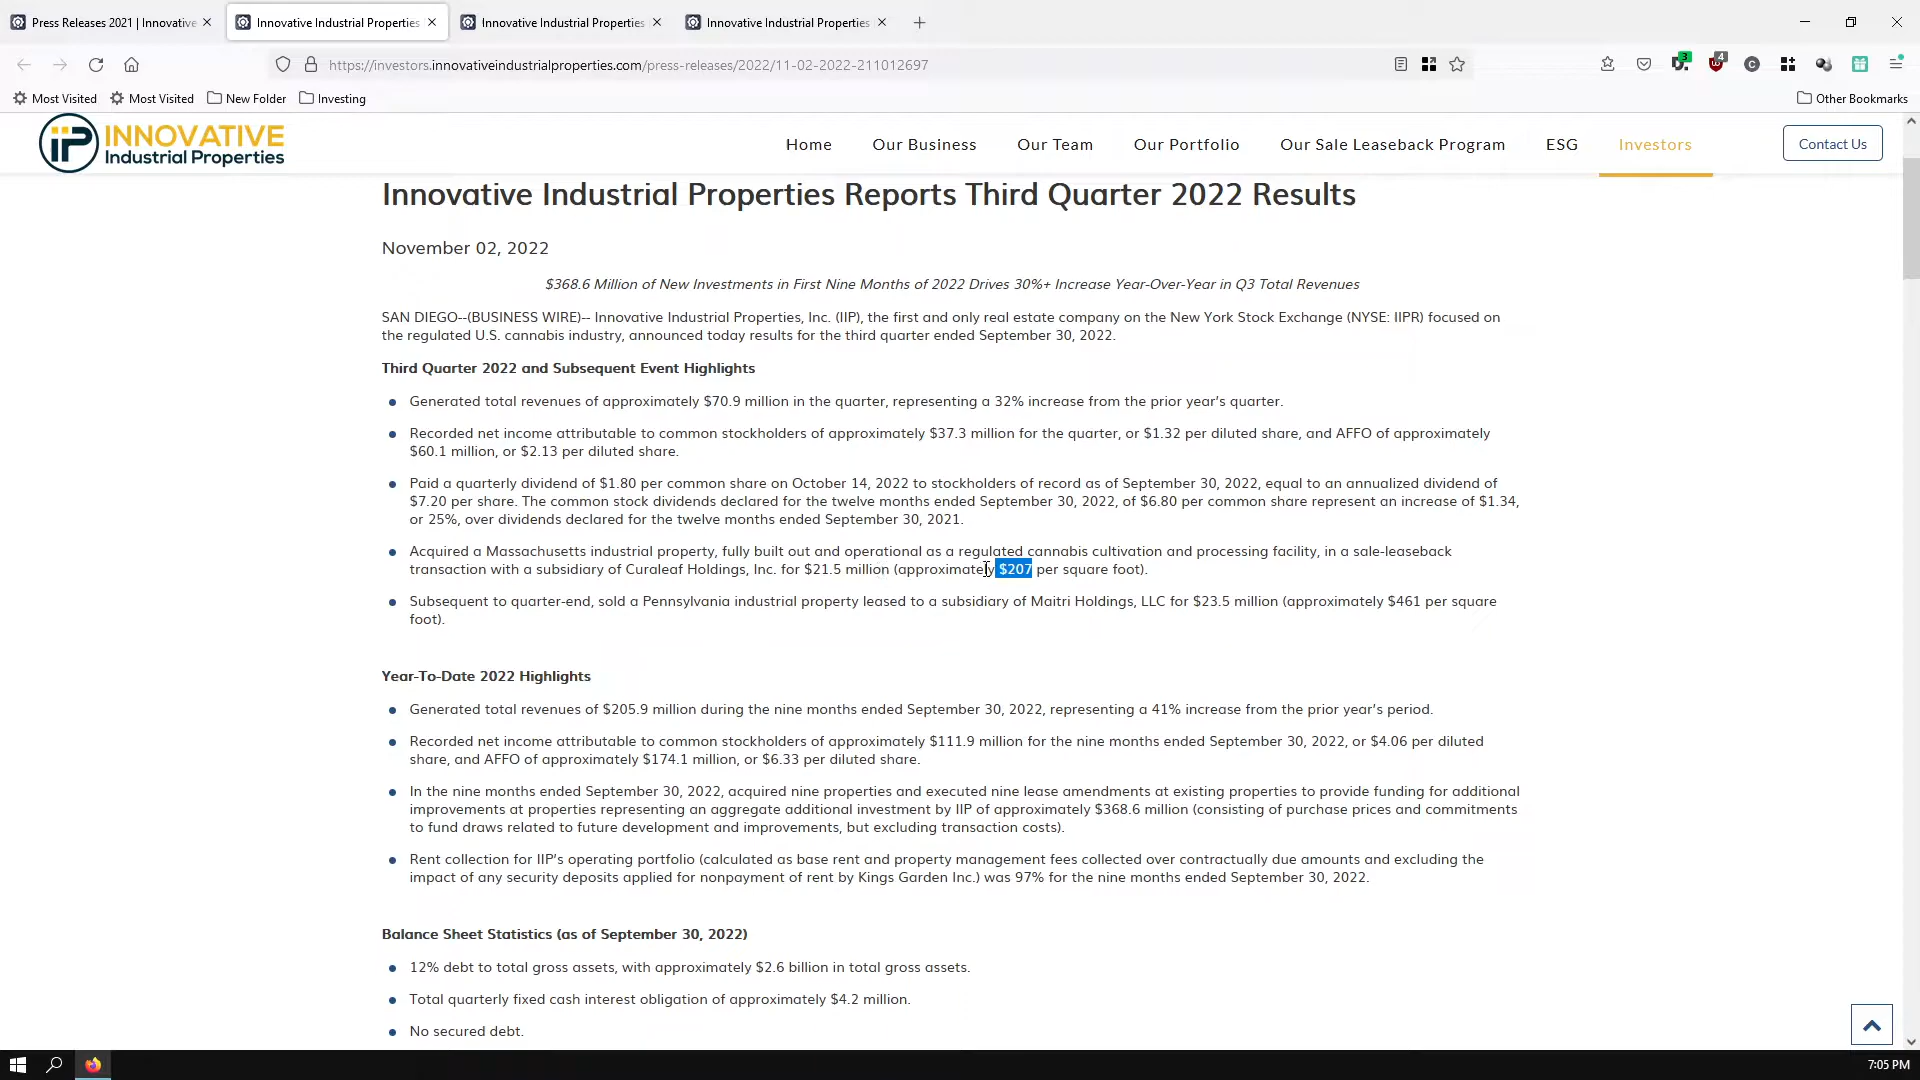 Press Releases 2021 | Innovative
Innovative Industrial Properties
Innovative Industrial Properties
Innovative Industrial Properties
https://investors.innovativeindustrialproperties.com/press-releases/2022/11-02-2022-211012697
3
4
Most Visited
Most Visited
New Folder
Investing
Other Bookmarks
iiP INNOVATIVE
Industrial Properties
Home
Our Business
Our Team
Our Portfolio
Our Sale Leaseback Program
ESG
Investors
Contact Us
Innovative Industrial Properties Reports Third Quarter 2022 Results
November 02, 2022
$368.6 Million of New Investments in First Nine Months of 2022 Drives 30%+ Increase Year-Over-Year in Q3 Total Revenues
SAN DIEGO--(BUSINESS WIRE)-- Innovative Industrial Properties, Inc. (IIP), the first and only real estate company on the New York Stock Exchange (NYSE: IIPR) focused on
the regulated U.S. cannabis industry, announced today results for the third quarter ended September 30, 2022.
Third Quarter 2022 and Subsequent Event Highlights
Generated total revenues of approximately $70.9 million in the quarter, representing a 32% increase from the prior year's quarter.
Recorded net income attributable to common stockholders of approximately $37.3 million for the quarter, or $1.32 per diluted share, and AFFO of approximately
$60.1 million, or $2.13 per diluted share.
Paid a quarterly dividend of $1.80 per common share on October 14, 2022 to stockholders of record as of September 30, 2022, equal to an annualized dividend of
$7.20 per share. The common stock dividends declared for the twelve months ended September 30, 2022, of $6.80 per common share represent an increase of $1.34,
or 25%, over dividends declared for the twelve months ended September 30, 2021.
Acquired a Massachusetts industrial property, fully built out and operational as a regulated cannabis cultivation and processing facility, in a sale-leaseback
transaction with a subsidiary of Curaleaf Holdings, Inc. for $21.5 million (approximately $207 per square foot).
Subsequent to quarter-end, sold a Pennsylvania industrial property leased to a subsidiary of Maitri Holdings, LLC for $23.5 million (approximately $461 per square
foot).
Year-To-Date 2022 Highlights
Generated total revenues of $205.9 million during the nine months ended September 30, 2022, representing a 41% increase from the prior year's period.
Recorded net income attributable to common stockholders of approximately $111.9 million for the nine months ended September 30, 2022, or $4.06 per diluted
share, and AFFO of approximately $174.1 million, or $6.33 per diluted share.
In the nine months ended September 30, 2022, acquired nine properties and executed nine lease amendments at existing properties to provide funding for additional
improvements at properties representing an aggregate additional investment by IIP of approximately $368.6 million (consisting of purchase prices and commitments
to fund draws related to future development and improvements, but excluding transaction costs).
Rent collection for IIP's operating portfolio (calculated as base rent and property management fees collected over contractually due amounts and excluding the
impact of any security deposits applied for nonpayment of rent by Kings Garden Inc.) was 97% for the nine months ended September 30, 2022.
Balance Sheet Statistics (as of September 30, 2022)
12% debt to total gross assets, with approximately $2.6 billion in total gross assets.
Total quarterly fixed cash interest obligation of approximately $4.2 million.
No secured debt.
7:05 PM